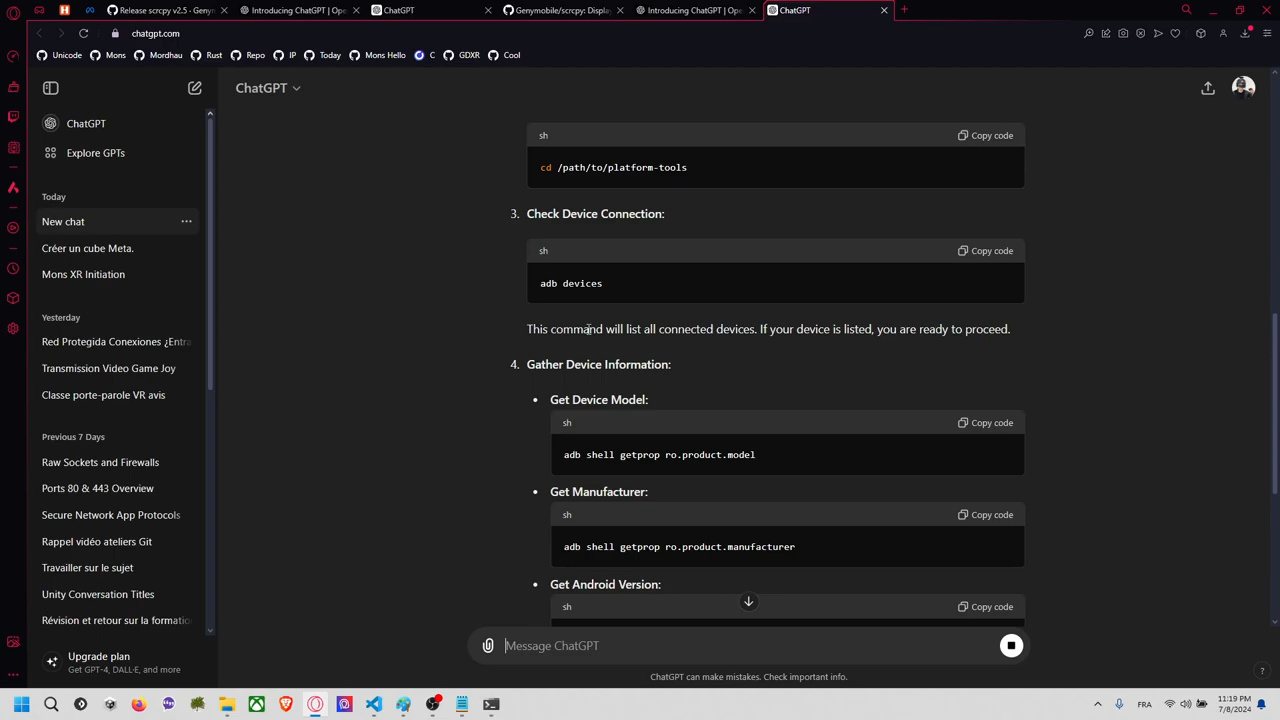 Release scrcpy v2.5 - Genyn
Introducing ChatGPT | Ope
ChatGPT
Genymobile/scrcpy: Displa
Introducing ChatGPT | Ope
ChatGPT
chatgpt.com
Unicode
Mons
Mordhau
Rust
Repo
IP
Today
Mons Hello
C
GDXR
Cool
ChatGPT
ChatGPT
Explore GPTs
Today
New chat
Créer un cube Meta.
Mons XR Initiation
Yesterday
Red Protegida Conexiones ¿Entra
Transmission Video Game Joy
Classe porte-parole VR avis
Previous 7 Days
Raw Sockets and Firewalls
Ports 80 & 443 Overview
Secure Network App Protocols
Rappel vidéo ateliers Git
Travailler sur le sujet
Unity Conversation Titles
Révision et retour sur la formatio
Upgrade plan
Get GPT-4, DALL·E, and more
sh
Copy code
cd /path/to/platform-tools
3. Check Device Connection:
sh
Copy code
adb devices
This command will list all connected devices. If your device is listed, you are ready to proceed.
4. Gather Device Information:
• Get Device Model:
sh
Copy code
adb shell getprop ro.product.model
• Get Manufacturer:
sh
Copy code
adb shell getprop ro.product.manufacturer
• Get Android Version:
sh
Copy code
Message ChatGPT
ChatGPT can make mistakes. Check important info.
?
FRA
11:19 PM
7/8/2024